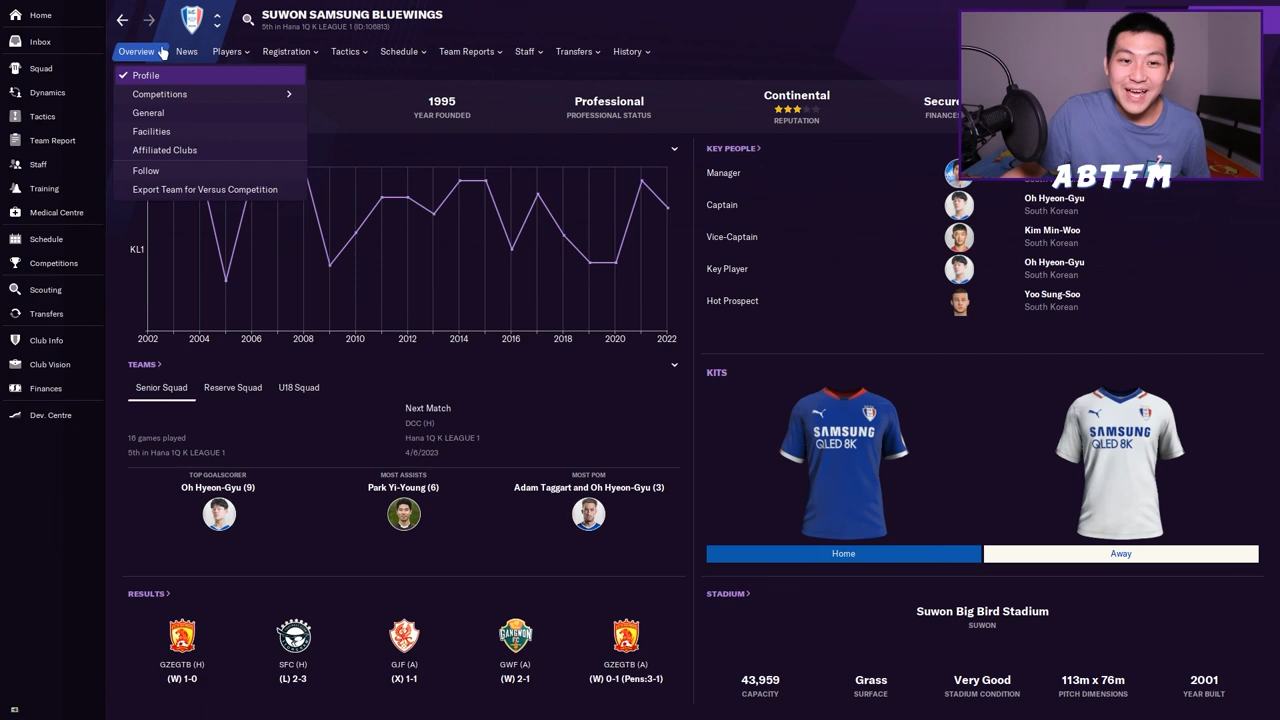 Home
Inbox
Squad
Dynamics
Tactics
Team Report
Staff
Training
Medical Centre
Schedule
Competitions
Scouting
Transfers
Club Info
Club Vision
Finances
Dev. Centre
SUWON SAMSUNG BLUEWINGS
5th in Hana 1Q K LEAGUE 1 (ID:106813)
Overview
News
Players
Registration
Tactics
Schedule
Team Reports
Staff
Transfers
History
Profile
Competitions
General
Facilities
Affiliated Clubs
Follow
Export Team for Versus Competition
1995
YEAR FOUNDED
Professional
PROFESSIONAL STATUS
Continental
REPUTATION
Secure
FINANCES
ABTFM
KL1
2002 2004 2006 2008 2010 2012 2014 2016 2018 2020 2022
KEY PEOPLE
Manager
Captain
Oh Hyeon-Gyu
South Korean
Vice-Captain
Kim Min-Woo
South Korean
Key Player
Oh Hyeon-Gyu
South Korean
Hot Prospect
Yoo Sung-Soo
South Korean
TEAMS
Senior Squad
Reserve Squad
U18 Squad
16 games played
5th in Hana 1Q K LEAGUE 1
Next Match
DCC (H)
Hana 1Q K LEAGUE 1
4/6/2023
TOP GOALSCORER
Oh Hyeon-Gyu (9)
MOST ASSISTS
Park Yi-Young (6)
MOST POM
Adam Taggart and Oh Hyeon-Gyu (3)
KITS
SAMSUNG
QLED 8K
SAMSUNG
QLED 8K
Home
Away
RESULTS
GANGWON
GZEGTB (H)
(W) 1-0
SFC (H)
(L) 2-3
GJF (A)
(X) 1-1
GWF (A)
(W) 2-1
GZEGTB (A)
(W) 0-1 (Pens:3-1)
STADIUM
Suwon Big Bird Stadium
SUWON
43,959
CAPACITY
Grass
SURFACE
Very Good
STADIUM CONDITION
113m x 76m
PITCH DIMENSIONS
2001
YEAR BUILT